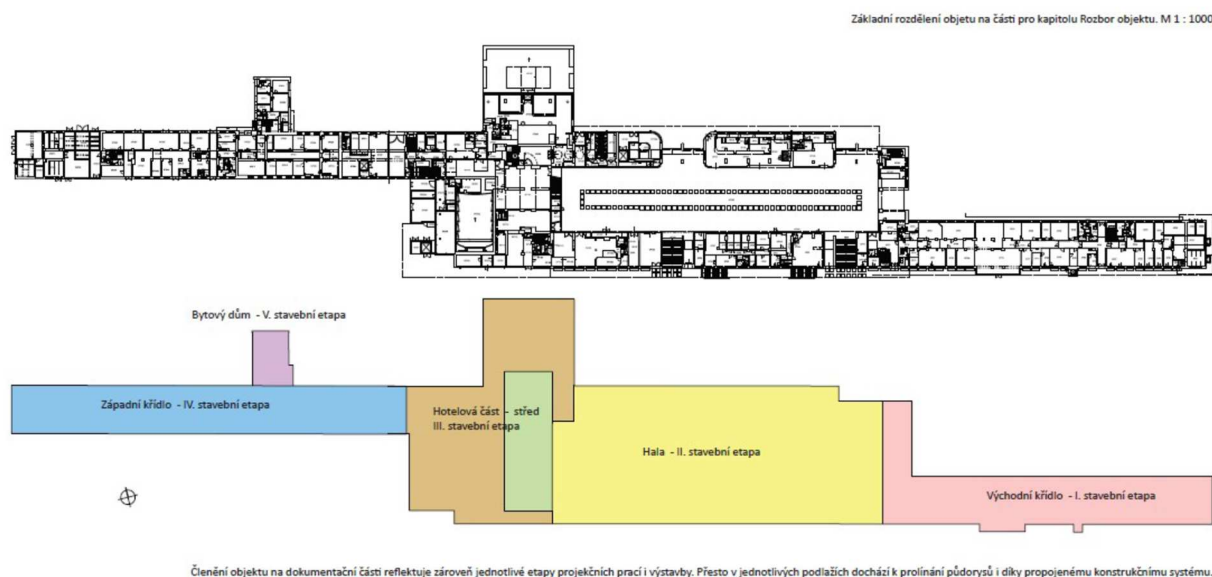 Základní rozdělení objetu na části pro kapitolu Rozbor objektu. M 1 : 1000
Bytový dům - V. stavební etapa
Západní křídlo - IV. stavební etapa
Hotelová část - střed
III. stavební etapa
Hala - II. stavební etapa
Východní křídlo - I. stavební etapa
Členění objektu na dokumentační části reflektuje zároveň jednotlivé etapy projekčních prací i výstavby. Přesto v jednotlivých podlažích dochází k prolínání půdorysů i díky propojenému konstrukčnímu systému.